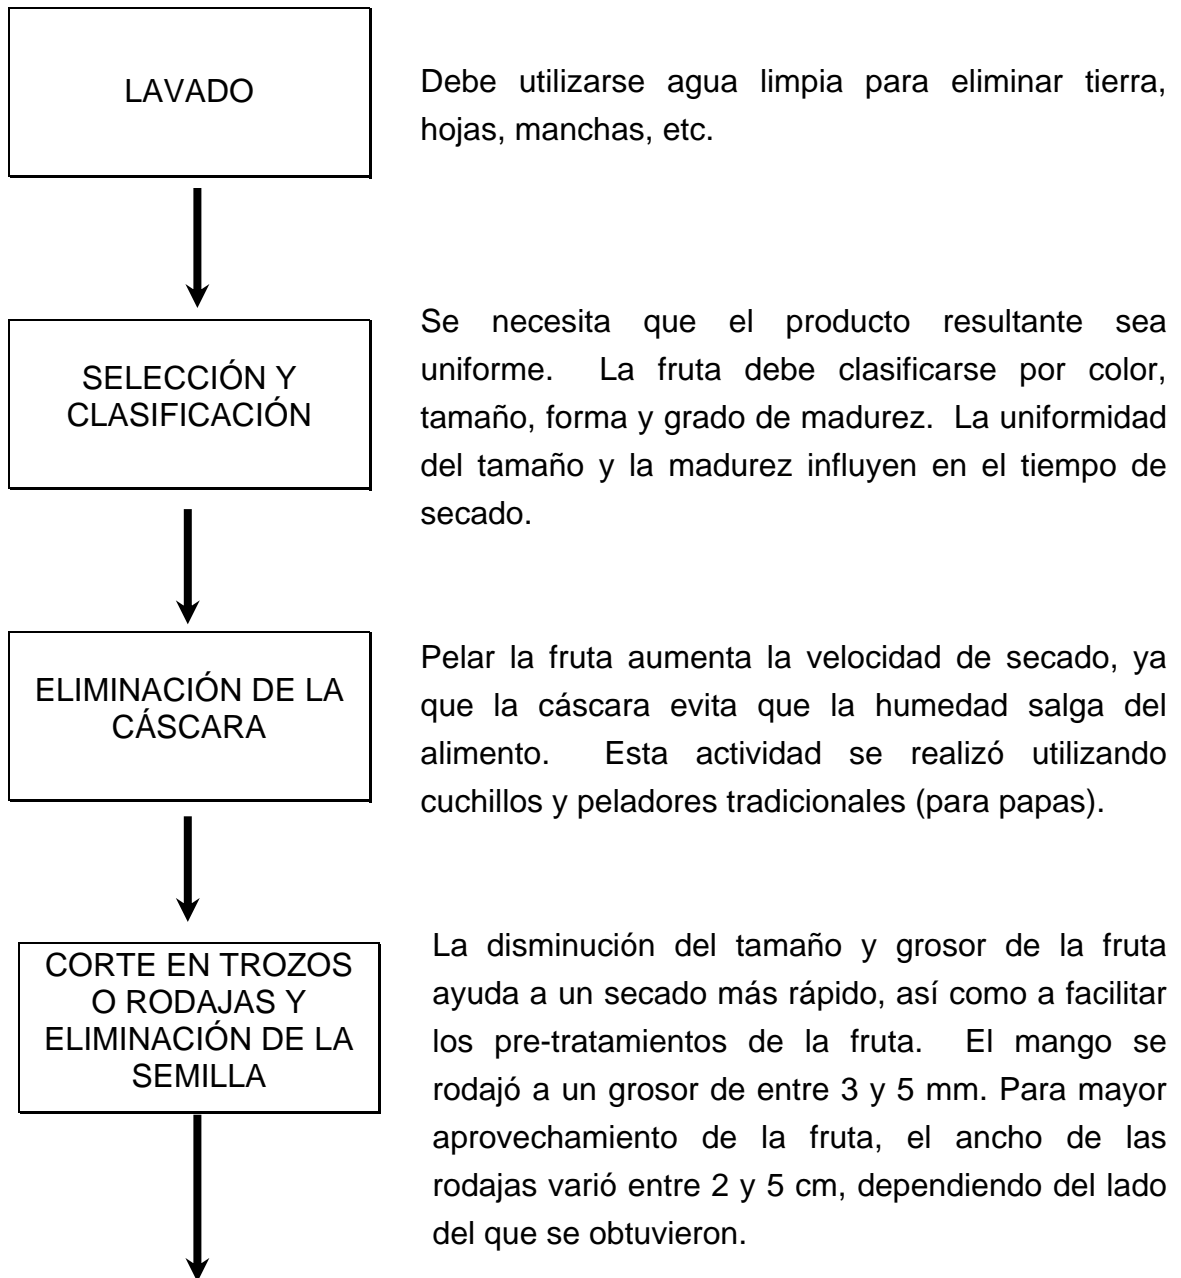 LAVADO
Debe utilizarse agua limpia para eliminar tierra,
hojas, manchas, etc.
SELECCIÓN Y
CLASIFICACIÓN
Se necesita que el producto resultante sea
uniforme. La fruta debe clasificarse por color,
tamaño, forma y grado de madurez. La uniformidad
del tamaño y la madurez influyen en el tiempo de
secado.
ELIMINACIÓN DE LA
CÁSCARA
Pelar la fruta aumenta la velocidad de secado, ya
que la cáscara evita que la humedad salga del
alimento. Esta actividad se realizó utilizando
cuchillos y peladores tradicionales (para papas).
CORTE EN TROZOS
O RODAJAS Y
ELIMINACIÓN DE LA
SEMILLA
La disminución del tamaño y grosor de la fruta
ayuda a un secado más rápido, así como a facilitar
los pre-tratamientos de la fruta. El mango se
rodajó a un grosor de entre 3 y 5 mm. Para mayor
aprovechamiento de la fruta, el ancho de las
rodajas varió entre 2 y 5 cm, dependiendo del lado
del que se obtuvieron.